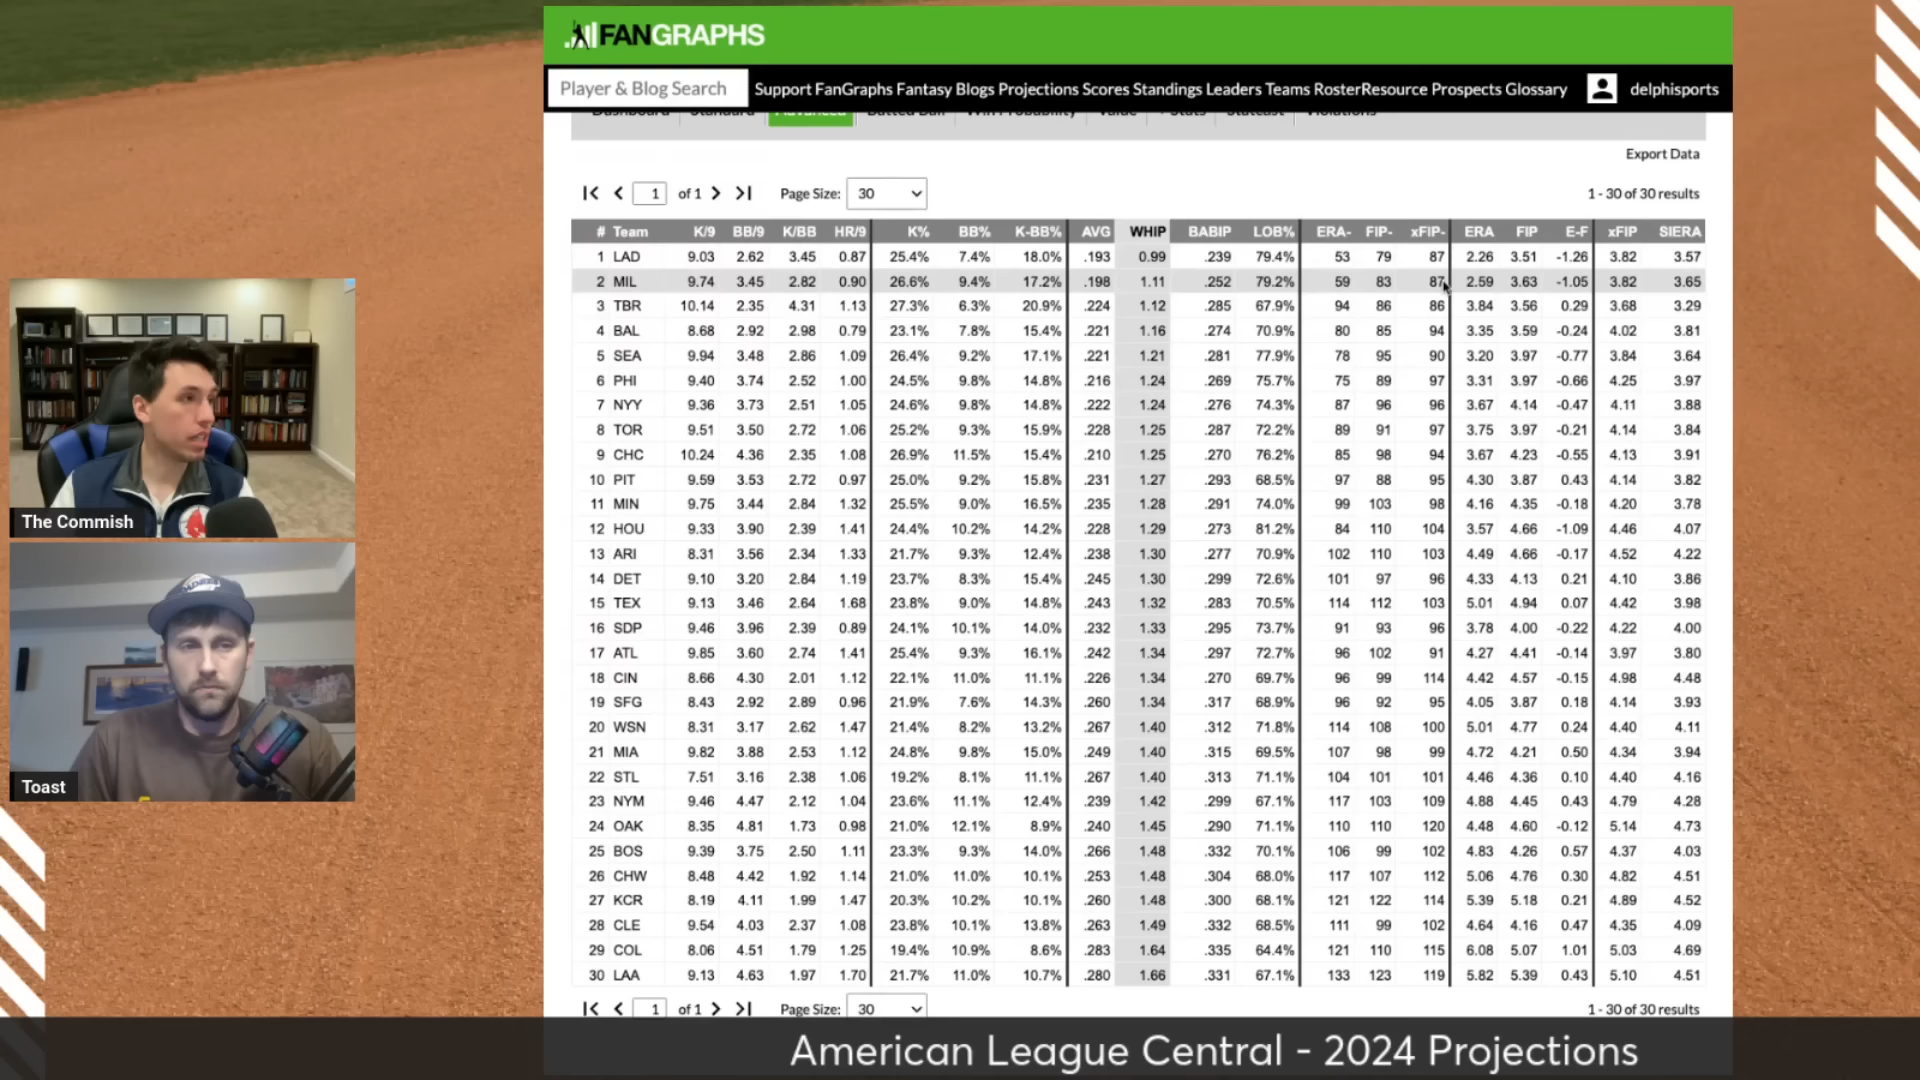 FANGRAPHS
Player & Blog Search Support FanGraphs Fantasy Blogs Projections Scores Standings Leaders Teams RosterResource Prospects Glossary delphisports
Dashboard Standard Advanced Batted Ball Win Probability Value +Stats Statcast Violations
Export Data
1 of 1 Page Size: 30 1 - 30 of 30 results
# Team K/9 BB/9 K/BB HR/9 K% BB% K-BB% AVG WHIP BABIP LOB% ERA- FIP- xFIP- ERA FIP E-F xFIP SIERA
1 LAD 9.03 2.62 3.45 0.87 25.4% 7.4% 18.0% .193 0.99 .239 79.4% 53 79 87 2.26 3.51 -1.26 3.82 3.57
2 MIL 9.74 3.45 2.82 0.90 26.6% 9.4% 17.2% .198 1.11 .252 79.2% 59 83 87 2.59 3.63 -1.05 3.82 3.65
3 TBR 10.14 2.35 4.31 1.13 27.3% 6.3% 20.9% .224 1.12 .285 67.9% 94 86 86 3.84 3.56 0.29 3.68 3.29
4 BAL 8.68 2.92 2.98 0.79 23.1% 7.8% 15.4% .221 1.16 .274 70.9% 80 85 94 3.35 3.59 -0.24 4.02 3.81
5 SEA 9.94 3.48 2.86 1.09 26.4% 9.2% 17.1% .221 1.21 .281 77.9% 78 95 90 3.20 3.97 -0.77 3.84 3.64
6 PHI 9.40 3.74 2.52 1.00 24.5% 9.8% 14.8% .216 1.24 .269 75.7% 75 89 97 3.31 3.97 -0.66 4.25 3.97
7 NYY 9.36 3.73 2.51 1.05 24.6% 9.8% 14.8% .222 1.24 .276 74.3% 87 96 96 3.67 4.14 -0.47 4.11 3.88
8 TOR 9.51 3.50 2.72 1.06 25.2% 9.3% 15.9% .228 1.25 .287 72.2% 89 91 97 3.75 3.97 -0.21 4.14 3.84
9 CHC 10.24 4.36 2.35 1.08 26.9% 11.5% 15.4% .210 1.25 .270 76.2% 85 98 94 3.67 4.23 -0.55 4.13 3.91
10 PIT 9.59 3.53 2.72 0.97 25.0% 9.2% 15.8% .231 1.27 .293 68.5% 97 88 95 4.30 3.87 0.43 4.14 3.82
11 MIN 9.75 3.44 2.84 1.32 25.5% 9.0% 16.5% .235 1.28 .291 74.0% 99 103 98 4.16 4.35 -0.18 4.20 3.78
12 HOU 9.33 3.90 2.39 1.41 24.4% 10.2% 14.2% .228 1.29 .273 81.2% 84 110 104 3.57 4.66 -1.09 4.46 4.07
13 ARI 8.31 3.56 2.34 1.33 21.7% 9.3% 12.4% .238 1.30 .277 70.9% 102 110 103 4.49 4.66 -0.17 4.52 4.22
14 DET 9.10 3.20 2.84 1.19 23.7% 8.3% 15.4% .245 1.30 .299 72.6% 101 97 96 4.33 4.13 0.21 4.10 3.86
15 TEX 9.13 3.46 2.64 1.68 23.8% 9.0% 14.8% .243 1.32 .283 70.5% 114 112 103 5.01 4.94 0.07 4.42 3.98
16 SDP 9.46 3.96 2.39 0.89 24.1% 10.1% 14.0% .232 1.33 .295 73.7% 91 93 96 3.78 4.00 -0.22 4.22 4.00
17 ATL 9.85 3.60 2.74 1.41 25.4% 9.3% 16.1% .242 1.34 .297 72.7% 96 102 91 4.27 4.41 -0.14 3.97 3.80
18 CIN 8.66 4.30 2.01 1.12 22.1% 11.0% 11.1% .226 1.34 .270 69.7% 96 99 114 4.42 4.57 -0.15 4.98 4.48
19 SFG 8.43 2.92 2.89 0.96 21.9% 7.6% 14.3% .260 1.34 .317 68.9% 96 92 95 4.05 3.87 0.18 4.14 3.93
20 WSN 8.31 3.17 2.62 1.47 21.4% 8.2% 13.2% .267 1.40 .312 71.8% 114 108 100 5.01 4.77 0.24 4.40 4.11
21 MIA 9.82 3.88 2.53 1.12 24.8% 9.8% 15.0% .249 1.40 .315 69.5% 107 98 99 4.72 4.21 0.50 4.34 3.94
22 STL 7.51 3.16 2.38 1.06 19.2% 8.1% 11.1% .267 1.40 .313 71.1% 104 101 101 4.46 4.36 0.10 4.40 4.16
23 NYM 9.46 4.47 2.12 1.04 23.6% 11.1% 12.4% .239 1.42 .299 67.1% 117 103 109 4.88 4.45 0.43 4.79 4.28
24 OAK 8.35 4.81 1.73 0.98 21.0% 12.1% 8.9% .240 1.45 .290 71.1% 110 110 120 4.48 4.60 -0.12 5.14 4.73
25 BOS 9.39 3.75 2.50 1.11 23.3% 9.3% 14.0% .266 1.48 .332 70.1% 106 99 102 4.83 4.26 0.57 4.37 4.03
26 CHW 8.48 4.42 1.92 1.14 21.0% 11.0% 10.1% .253 1.48 .304 68.0% 117 107 112 5.06 4.76 0.30 4.82 4.51
27 KCR 8.19 4.11 1.99 1.47 20.3% 10.2% 10.1% .260 1.48 .300 68.1% 121 122 114 5.39 5.18 0.21 4.89 4.52
28 CLE 9.54 4.03 2.37 1.08 23.8% 10.1% 13.8% .263 1.49 .332 68.5% 111 99 102 4.64 4.16 0.47 4.35 4.09
29 COL 8.06 4.51 1.79 1.25 19.4% 10.9% 8.6% .283 1.64 .335 64.4% 121 110 115 6.08 5.07 1.01 5.03 4.69
30 LAA 9.13 4.63 1.97 1.70 21.7% 11.0% 10.7% .280 1.66 .331 67.1% 133 123 119 5.82 5.39 0.43 5.10 4.51
1 of 1 Page Size: 30 1 - 30 of 30 results
The Commish
Toast
American League Central - 2024 Projections